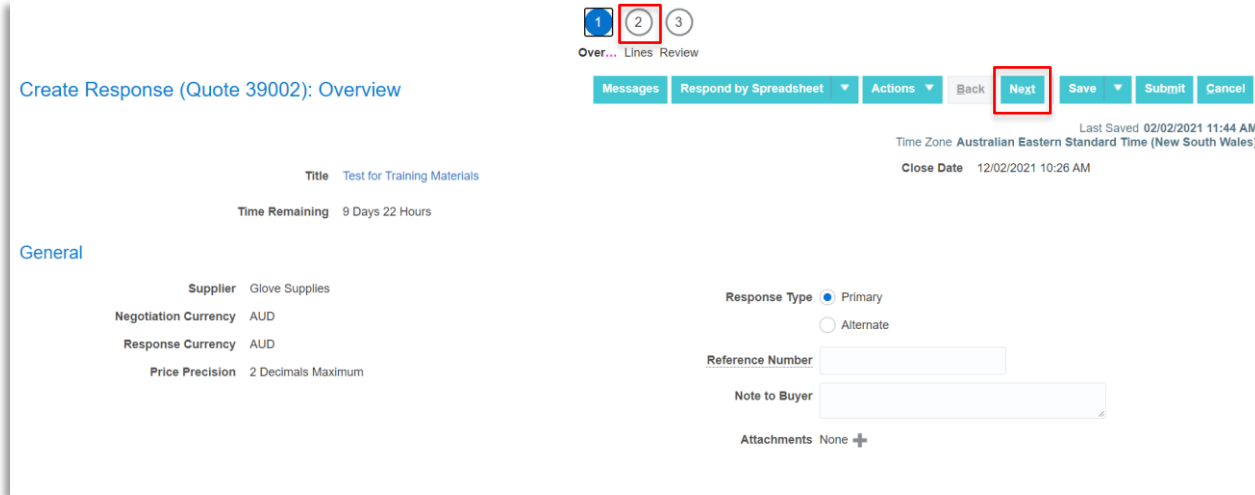 1 2 3
Over... Lines Review
Create Response (Quote 39002): Overview
Messages Respond by Spreadsheet Actions Back Next Save Submit Cancel
Last Saved 02/02/2021 11:44 AM
Time Zone Australian Eastern Standard Time (New South Wales)
Close Date 12/02/2021 10:26 AM
Title Test for Training Materials
Time Remaining 9 Days 22 Hours
General
Supplier Glove Supplies
Negotiation Currency AUD
Response Currency AUD
Price Precision 2 Decimals Maximum
Response Type Primary
Alternate
Reference Number
Note to Buyer
Attachments None